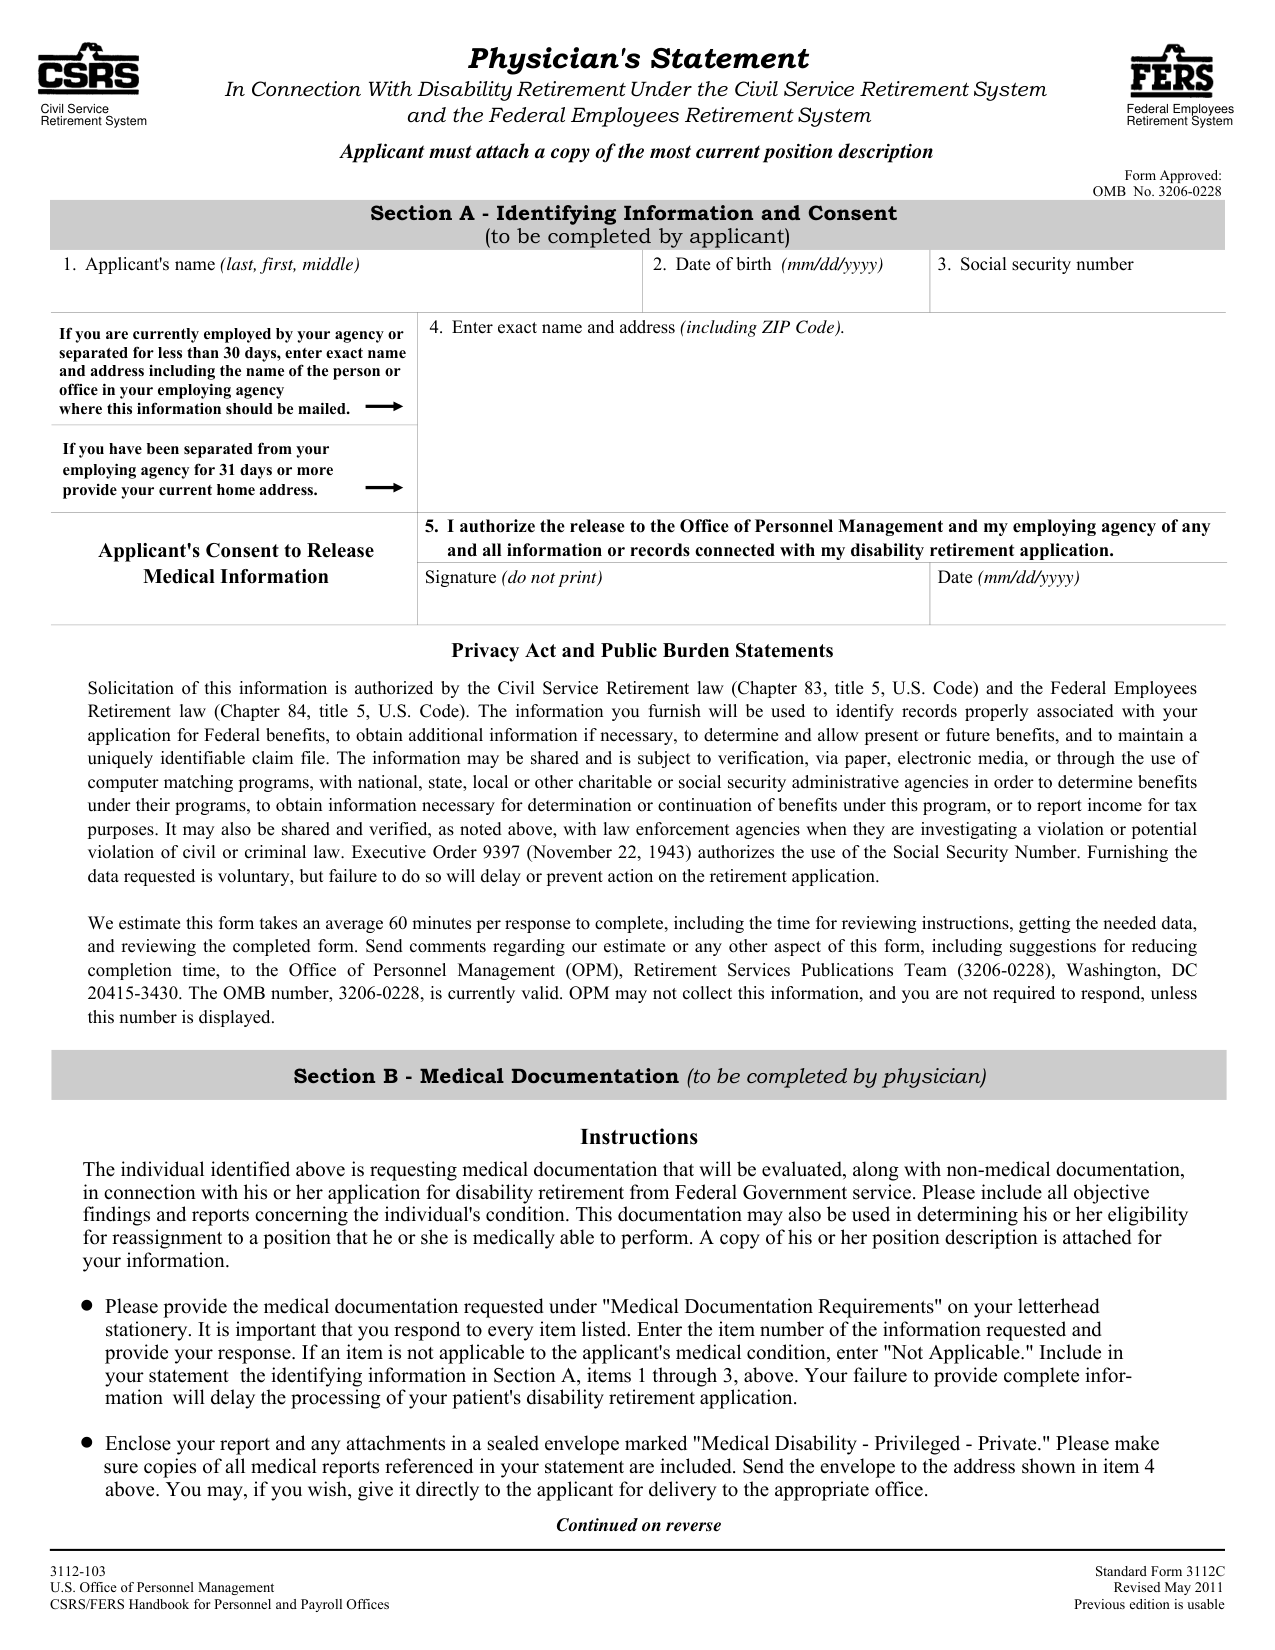 CSRS
Civil Service
Retirement System
Physician's Statement
In Connection With Disability Retirement Under the Civil Service Retirement System
and the Federal Employees Retirement System
Applicant must attach a copy of the most current position description
FERS
Federal Employees
Retirement System
Form Approved:
OMB No. 3206-0228
Section A - Identifying Information and Consent
(to be completed by applicant)
1. Applicant's name (last, first, middle)
2. Date of birth (mm/dd/yyyy)
3. Social security number
If you are currently employed by your agency or
separated for less than 30 days, enter exact name
and address including the name of the person or
office in your employing agency
where this information should be mailed.
If you have been separated from your
employing agency for 31 days or more
provide your current home address.
4. Enter exact name and address (including ZIP Code).
Applicant's Consent to Release
Medical Information
5. I authorize the release to the Office of Personnel Management and my employing agency of any
and all information or records connected with my disability retirement application.
Signature (do not print)
Date (mm/dd/yyyy)
Privacy Act and Public Burden Statements
Solicitation of this information is authorized by the Civil Service Retirement law (Chapter 83, title 5, U.S. Code) and the Federal Employees
Retirement law (Chapter 84, title 5, U.S. Code). The information you furnish will be used to identify records properly associated with your
application for Federal benefits, to obtain additional information if necessary, to determine and allow present or future benefits, and to maintain a
uniquely identifiable claim file. The information may be shared and is subject to verification, via paper, electronic media, or through the use of
computer matching programs, with national, state, local or other charitable or social security administrative agencies in order to determine benefits
under their programs, to obtain information necessary for determination or continuation of benefits under this program, or to report income for tax
purposes. It may also be shared and verified, as noted above, with law enforcement agencies when they are investigating a violation or potential
violation of civil or criminal law. Executive Order 9397 (November 22, 1943) authorizes the use of the Social Security Number. Furnishing the
data requested is voluntary, but failure to do so will delay or prevent action on the retirement application.
We estimate this form takes an average 60 minutes per response to complete, including the time for reviewing instructions, getting the needed data,
and reviewing the completed form. Send comments regarding our estimate or any other aspect of this form, including suggestions for reducing
completion time, to the Office of Personnel Management (OPM), Retirement Services Publications Team (3206-0228), Washington, DC
20415-3430. The OMB number, 3206-0228, is currently valid. OPM may not collect this information, and you are not required to respond, unless
this number is displayed.
Section B - Medical Documentation (to be completed by physician)
Instructions
The individual identified above is requesting medical documentation that will be evaluated, along with non-medical documentation,
in connection with his or her application for disability retirement from Federal Government service. Please include all objective
findings and reports concerning the individual's condition. This documentation may also be used in determining his or her eligibility
for reassignment to a position that he or she is medically able to perform. A copy of his or her position description is attached for
your information.
● Please provide the medical documentation requested under "Medical Documentation Requirements" on your letterhead
stationery. It is important that you respond to every item listed. Enter the item number of the information requested and
provide your response. If an item is not applicable to the applicant's medical condition, enter "Not Applicable." Include in
your statement the identifying information in Section A, items 1 through 3, above. Your failure to provide complete infor-
mation will delay the processing of your patient's disability retirement application.
● Enclose your report and any attachments in a sealed envelope marked "Medical Disability - Privileged - Private." Please make
sure copies of all medical reports referenced in your statement are included. Send the envelope to the address shown in item 4
above. You may, if you wish, give it directly to the applicant for delivery to the appropriate office.
Continued on reverse
3112-103
U.S. Office of Personnel Management
CSRS/FERS Handbook for Personnel and Payroll Offices
Standard Form 3112C
Revised May 2011
Previous edition is usable